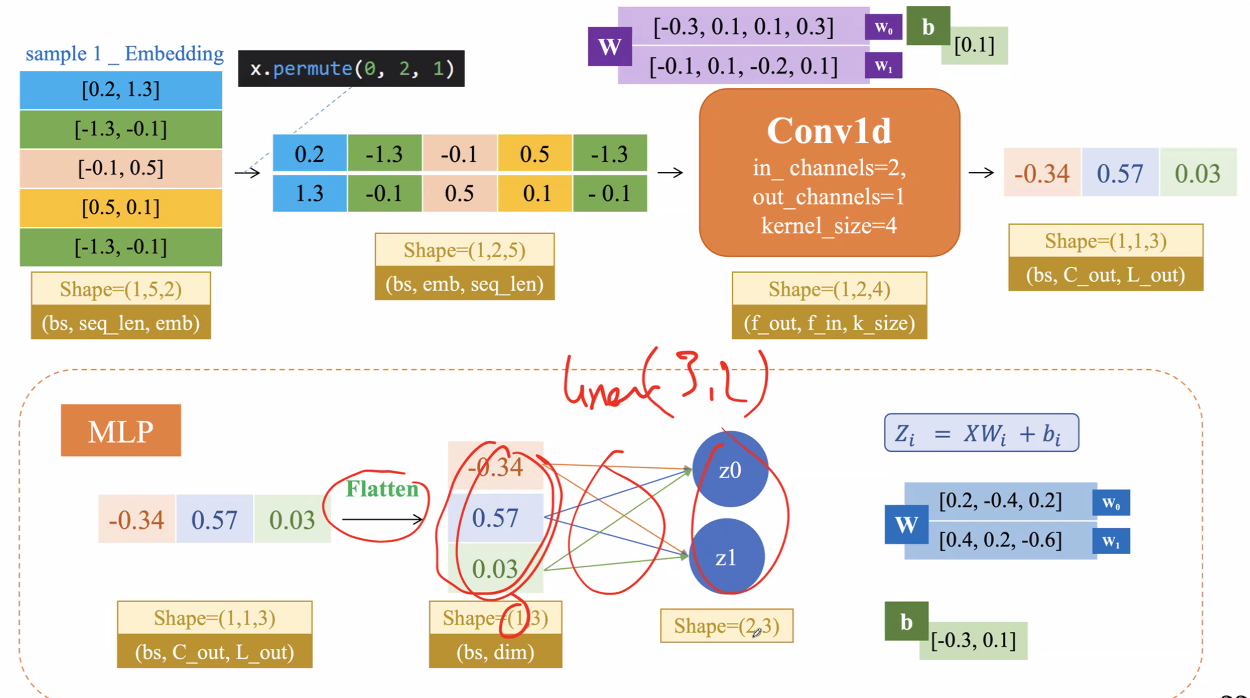 sample 1 _ Embedding
[0.2, 1.3]
[-1.3, -0.1]
[-0.1, 0.5]
[0.5, 0.1]
[-1.3, -0.1]
Shape=(1,5,2)
(bs, seq_len, emb)
x.permute(0, 2, 1)
0.2 -1.3 -0.1 0.5 -1.3
1.3 -0.1 0.5 0.1 - 0.1
Shape=(1,2,5)
(bs, emb, seq_len)
W
[-0.3, 0.1, 0.1, 0.3] w₀
[-0.1, 0.1, -0.2, 0.1] w₁
b
[0.1]
Conv1d
in_ channels=2,
out_channels=1
kernel_size=4
Shape=(1,2,4)
(f_out, f_in, k_size)
-0.34 0.57 0.03
Shape=(1,1,3)
(bs, C_out, L_out)
linear(3,2)
MLP
-0.34 0.57 0.03
Shape=(1,1,3)
(bs, C_out, L_out)
Flatten
-0.34
0.57
0.03
Shape=(1,3)
(bs, dim)
z0
z1
Shape=(2,3)
Zᵢ = XWᵢ + bᵢ
W
[0.2, -0.4, 0.2] w₀
[0.4, 0.2, -0.6] w₁
b
[-0.3, 0.1]